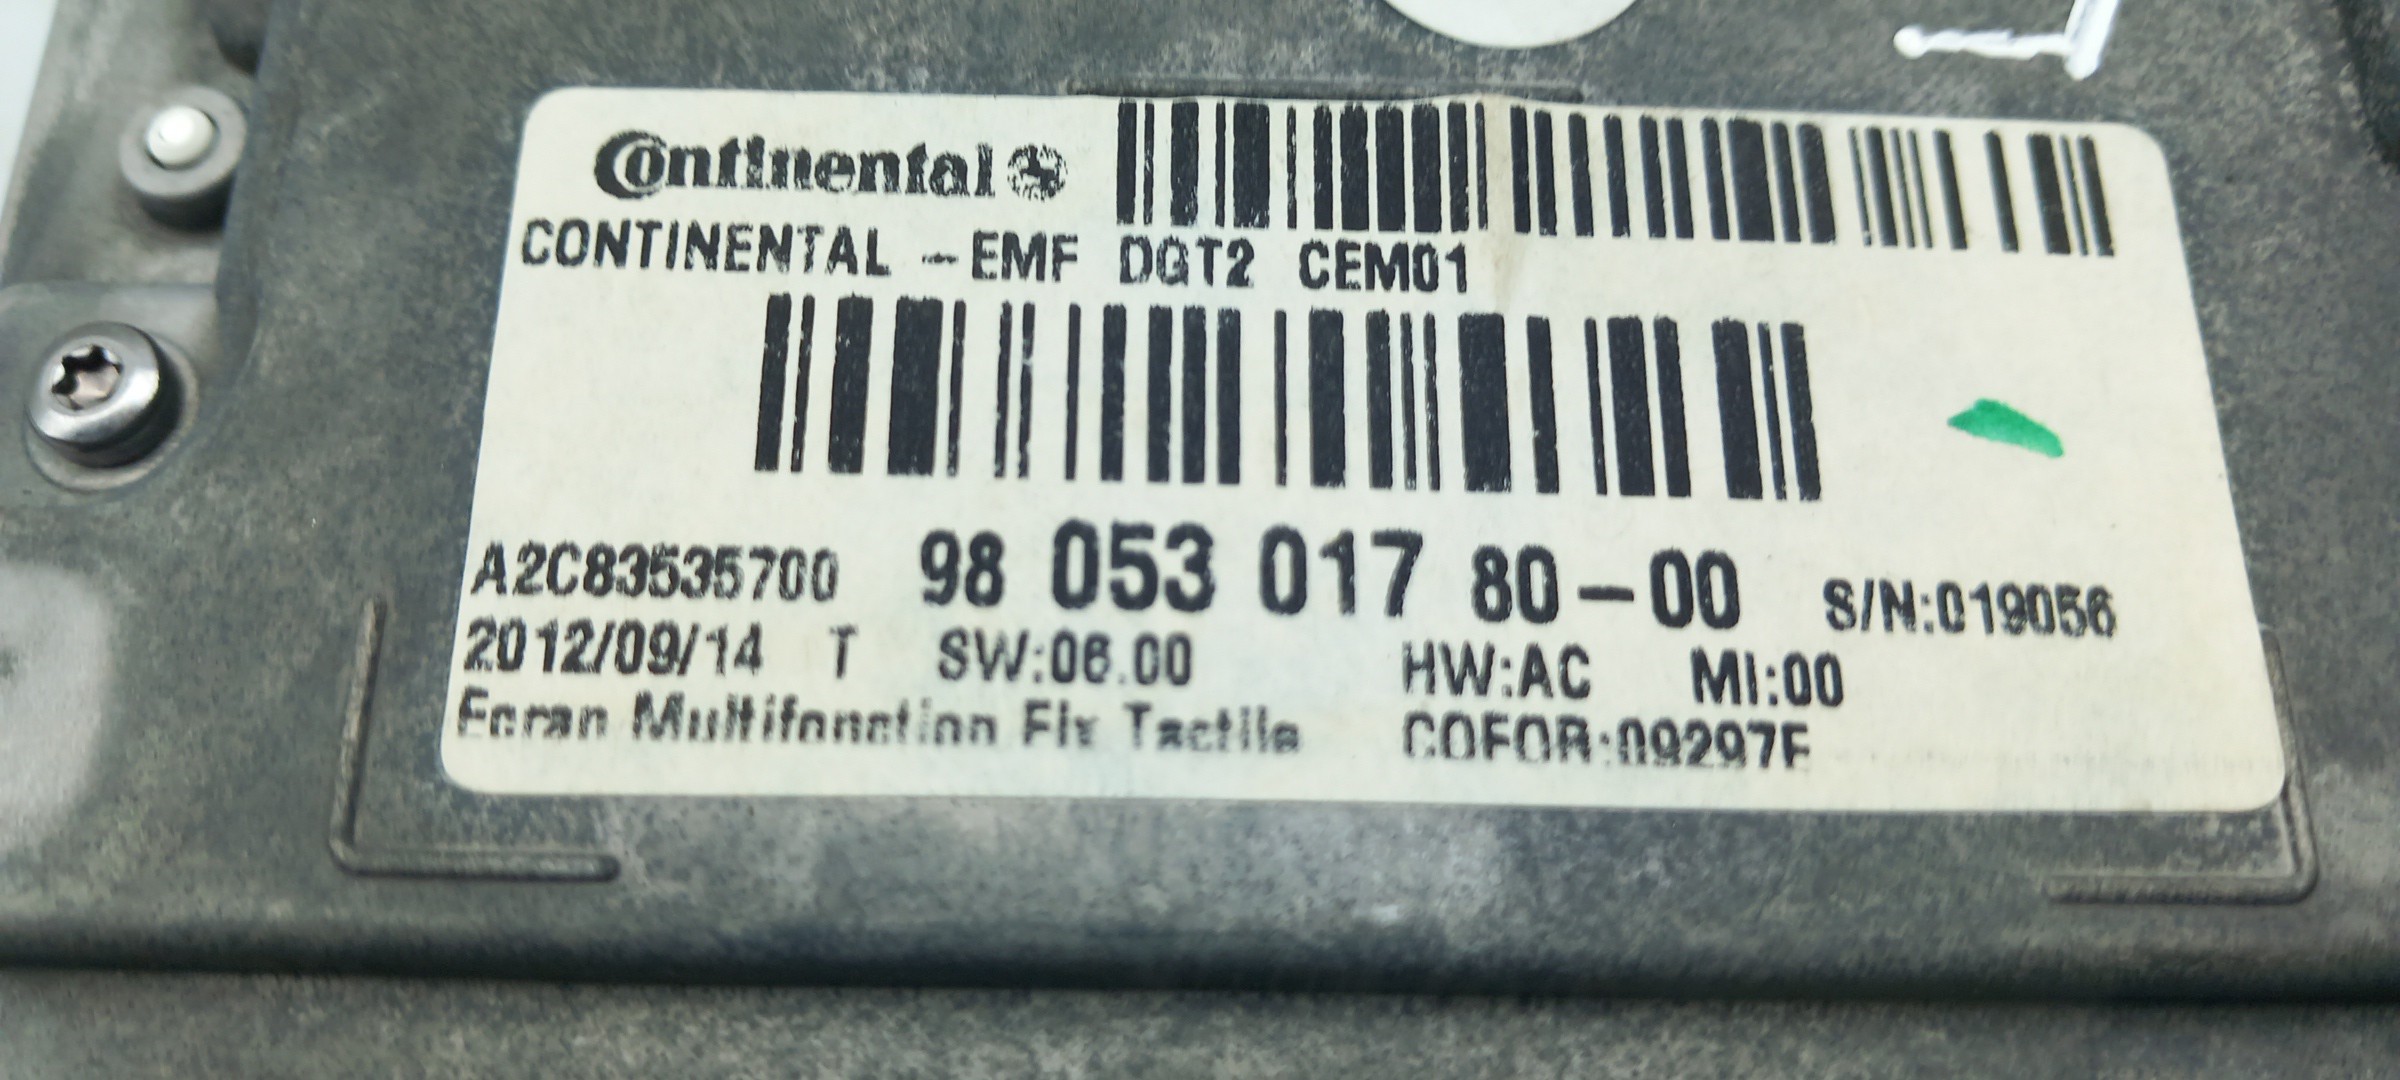 Continental
CONTINENTAL -EMF DGT2 CEM01
A2C83535700 98 053 017 80-00 S/N:019056
2012/09/14 T SW:06.00 HW:AC MI:00
Ecran Multifonction Fix Tactile COFOR:09297F